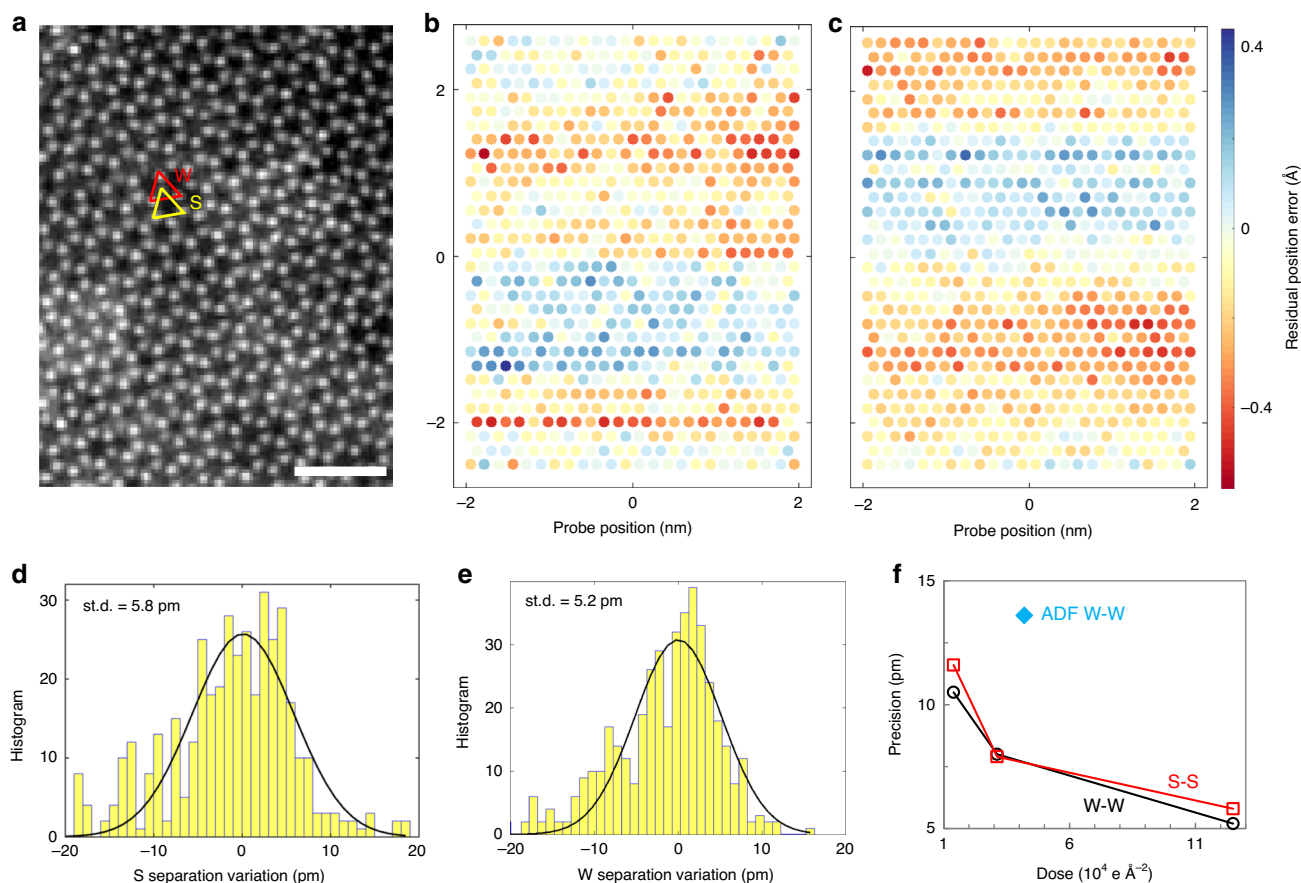 a
W
S
b
2
0
–2
–2
0
2
Probe position (nm)
c
–2
0
2
Probe position (nm)
0.4
0
–0.4
Residual position error (Å)
d
st.d. = 5.8 pm
30
20
10
0
Histogram
–20
–10
0
10
20
S separation variation (pm)
e
st.d. = 5.2 pm
30
20
10
0
Histogram
–20
–10
0
10
20
W separation variation (pm)
f
15
10
5
Precision (pm)
ADF W-W
S-S
W-W
1
6
11
Dose (10⁴ e Å⁻²)